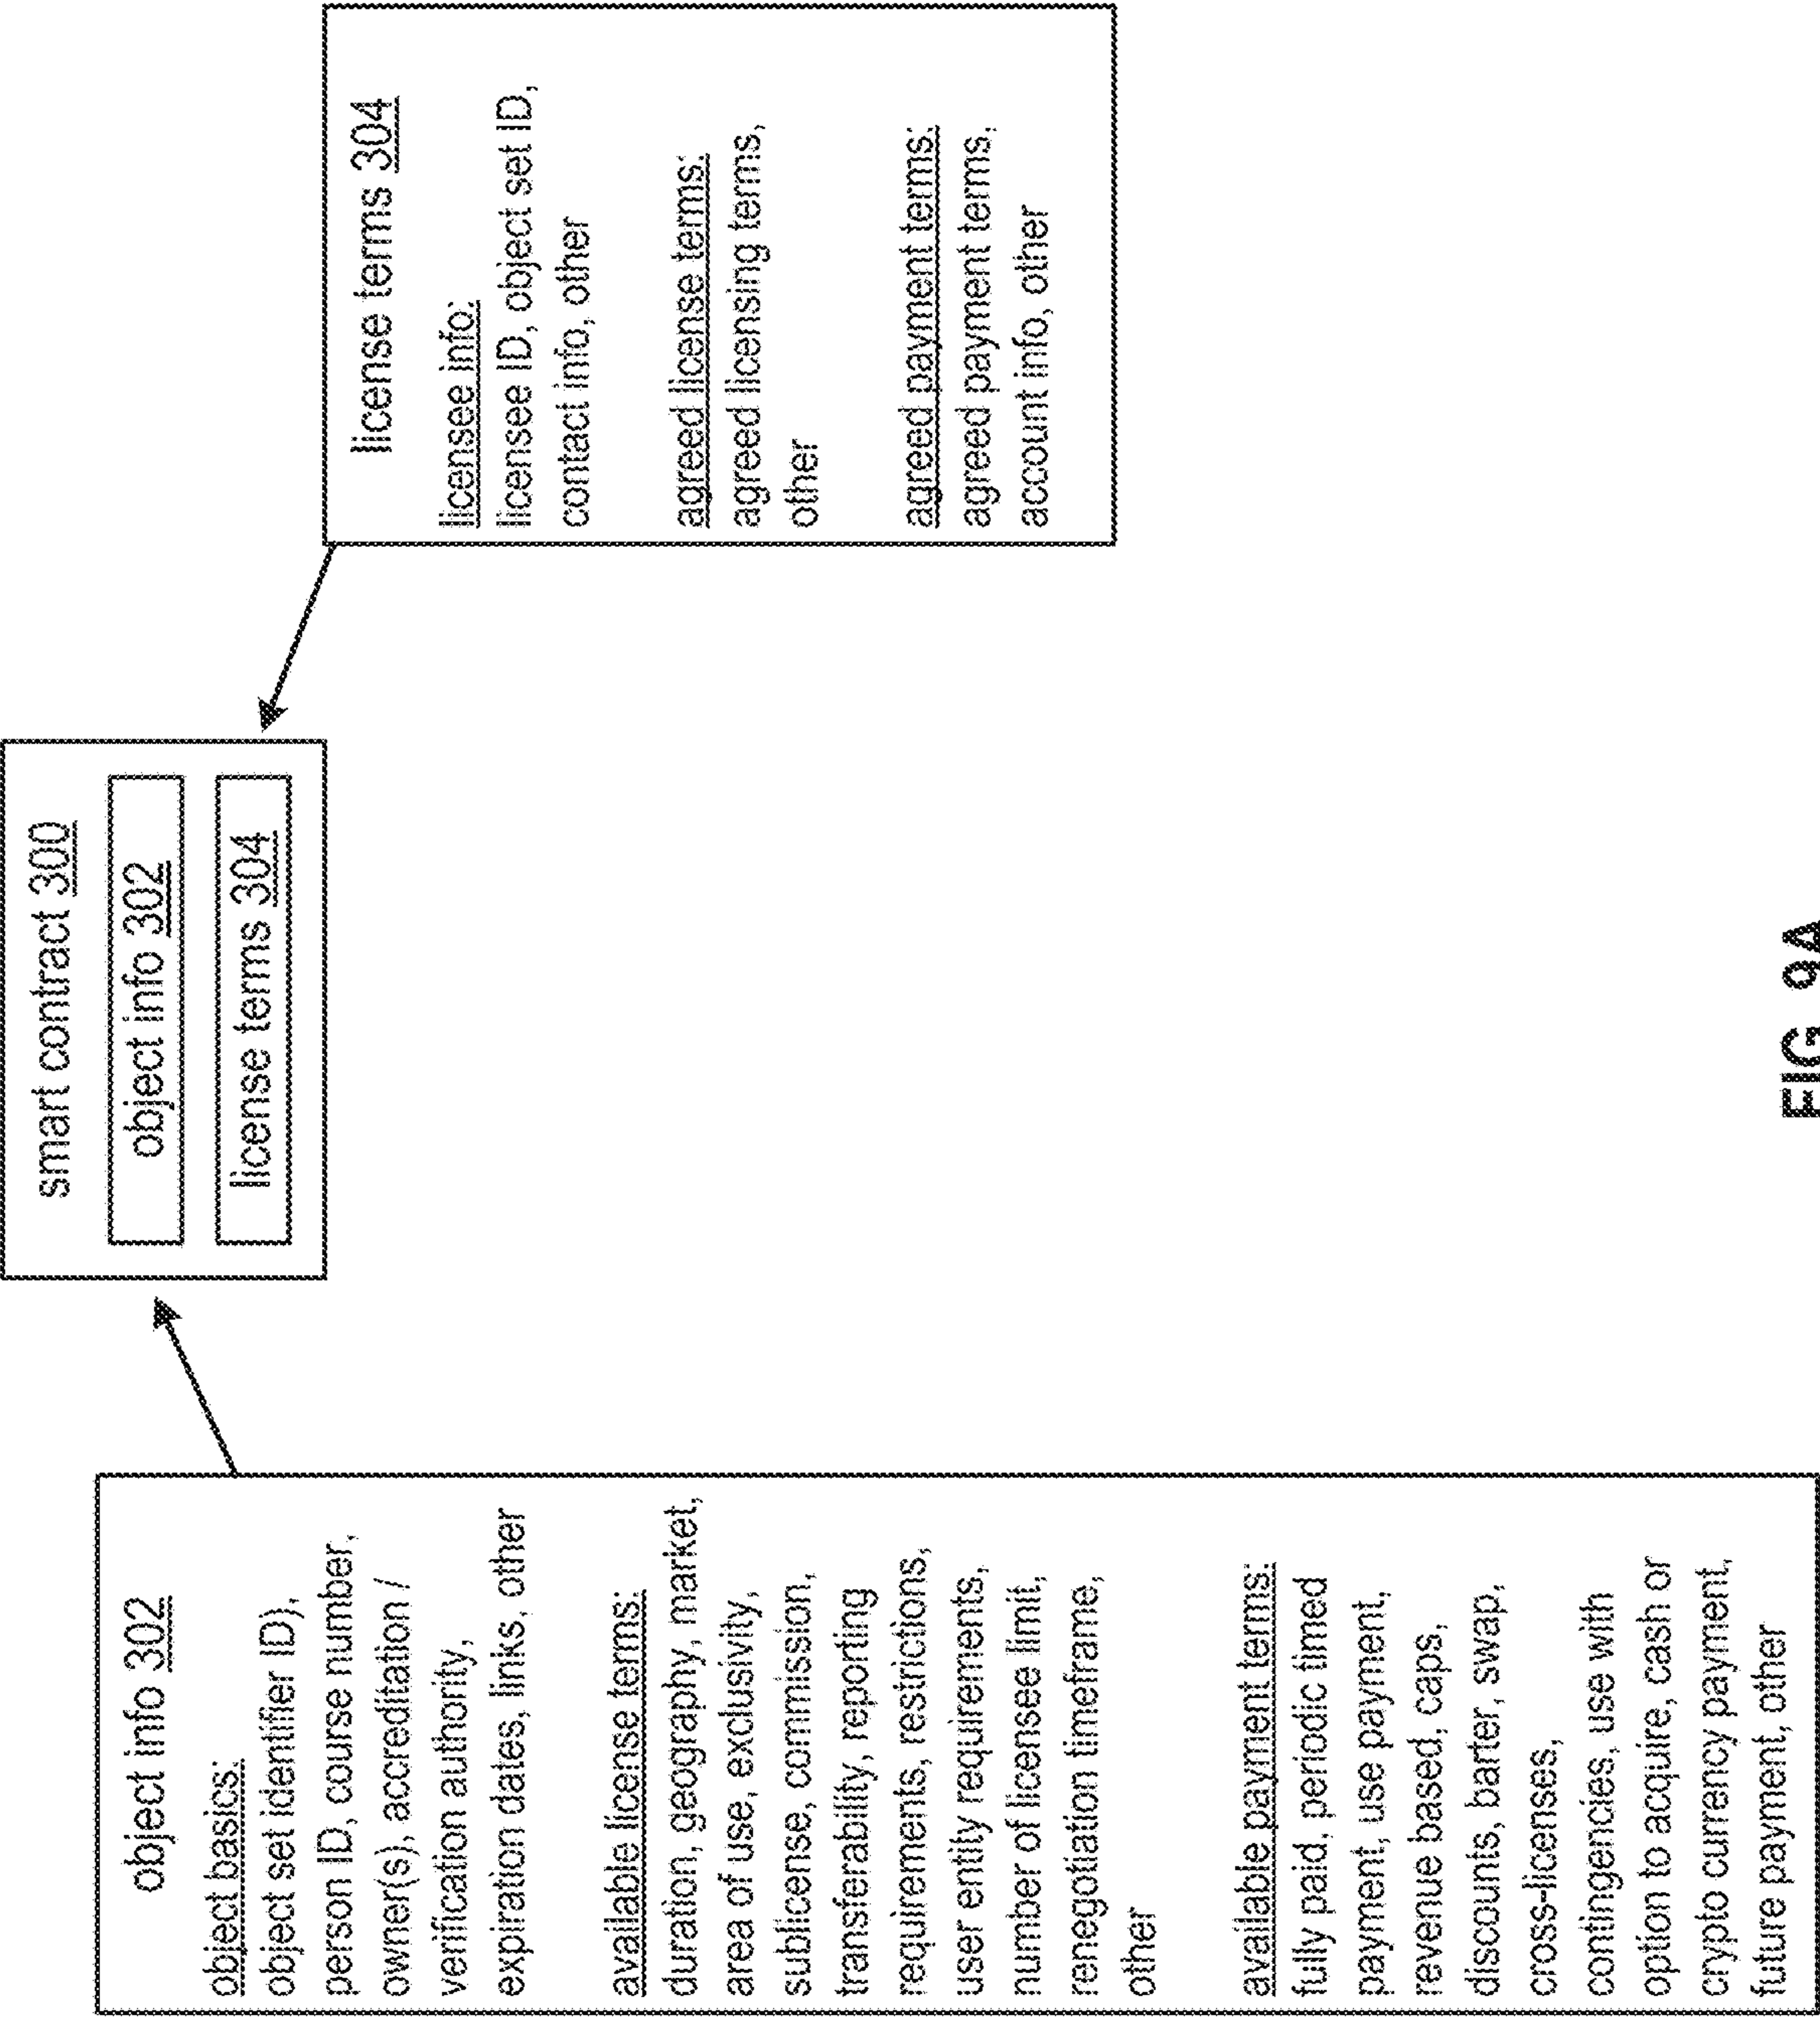 smart contract 300
object info 302
license terms 304
object info 302
object basics:
object set identifier ID),
person ID, course number,
owner(s), accreditation /
verification authority,
expiration dates, links, other
available license terms:
duration, geography, market,
area of use, exclusivity,
sublicense, commission,
transferability, reporting
requirements, restrictions,
user entity requirements,
number of licensee limit,
renegotiation timeframe,
other
available payment terms:
fully paid, periodic timed
payment, use payment,
revenue based, caps,
discounts, barter, swap,
cross-licenses,
contingencies, use with
option to acquire, cash or
crypto currency payment,
future payment, other
license terms 304
licensee info:
licensee ID, object set ID,
contact info, other
agreed license terms:
agreed licensing terms,
other
agreed payment terms:
agreed payment terms,
account info, other
FIG. 9A